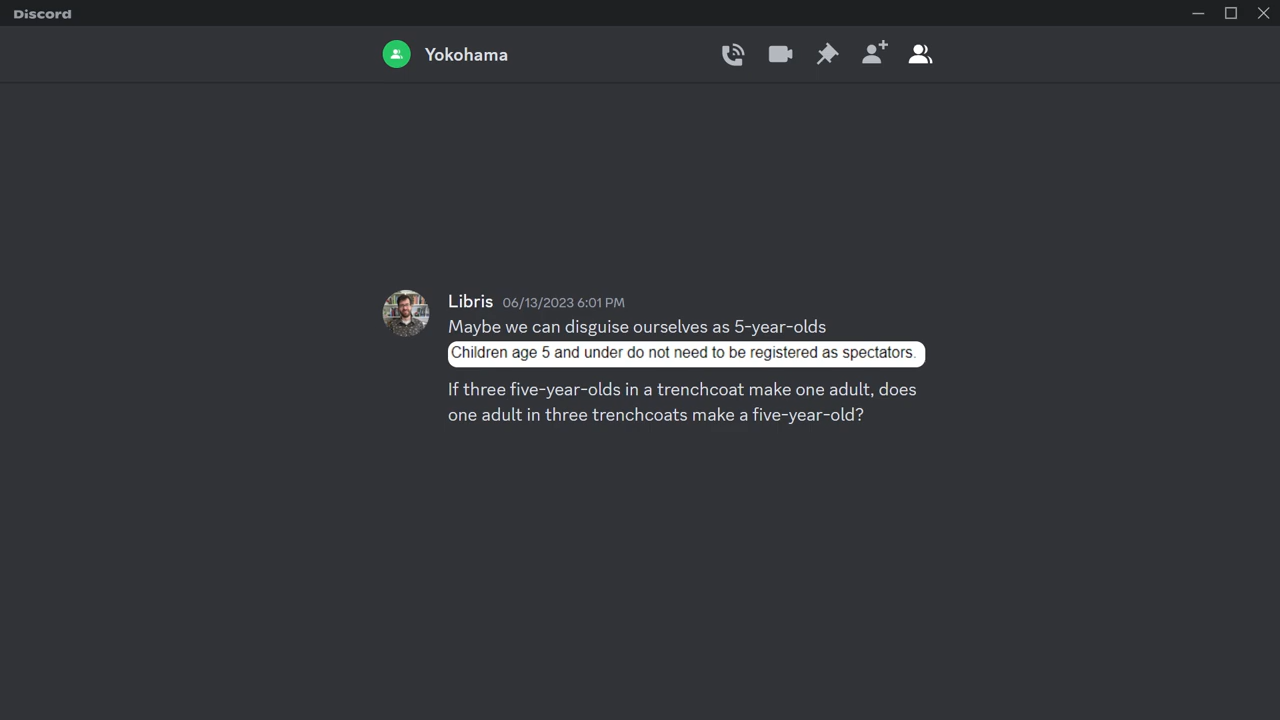 Discord
Yokohama
Libris 06/13/2023 6:01 PM
Maybe we can disguise ourselves as 5-year-olds
Children age 5 and under do not need to be registered as spectators.
If three five-year-olds in a trenchcoat make one adult, does
one adult in three trenchcoats make a five-year-old?